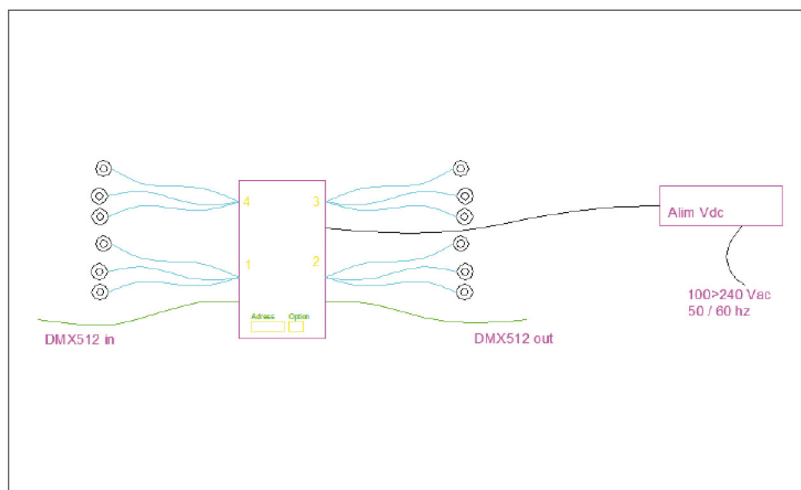 4 3
Alim Vdc
1 2
100>240 Vac
50 / 60 hz
Adress Option
DMX512 in
DMX512 out